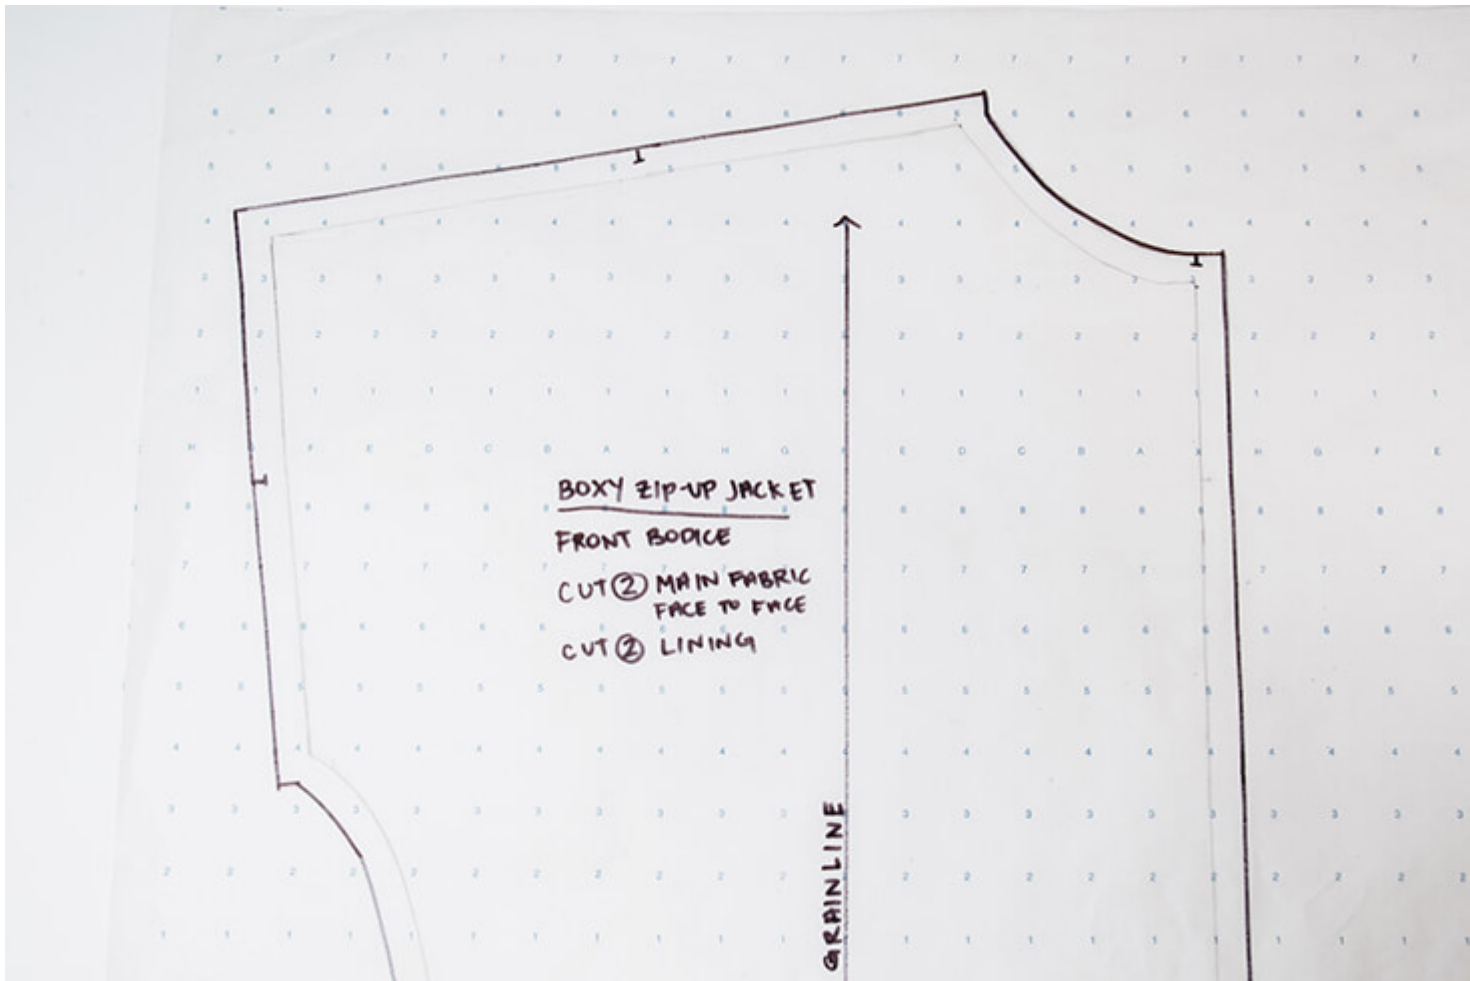 BOXY ZIP-UP JACKET
FRONT BODICE
CUT 2 MAIN FABRIC
FACE TO FACE
CUT 2 LINING
GRAINLINE